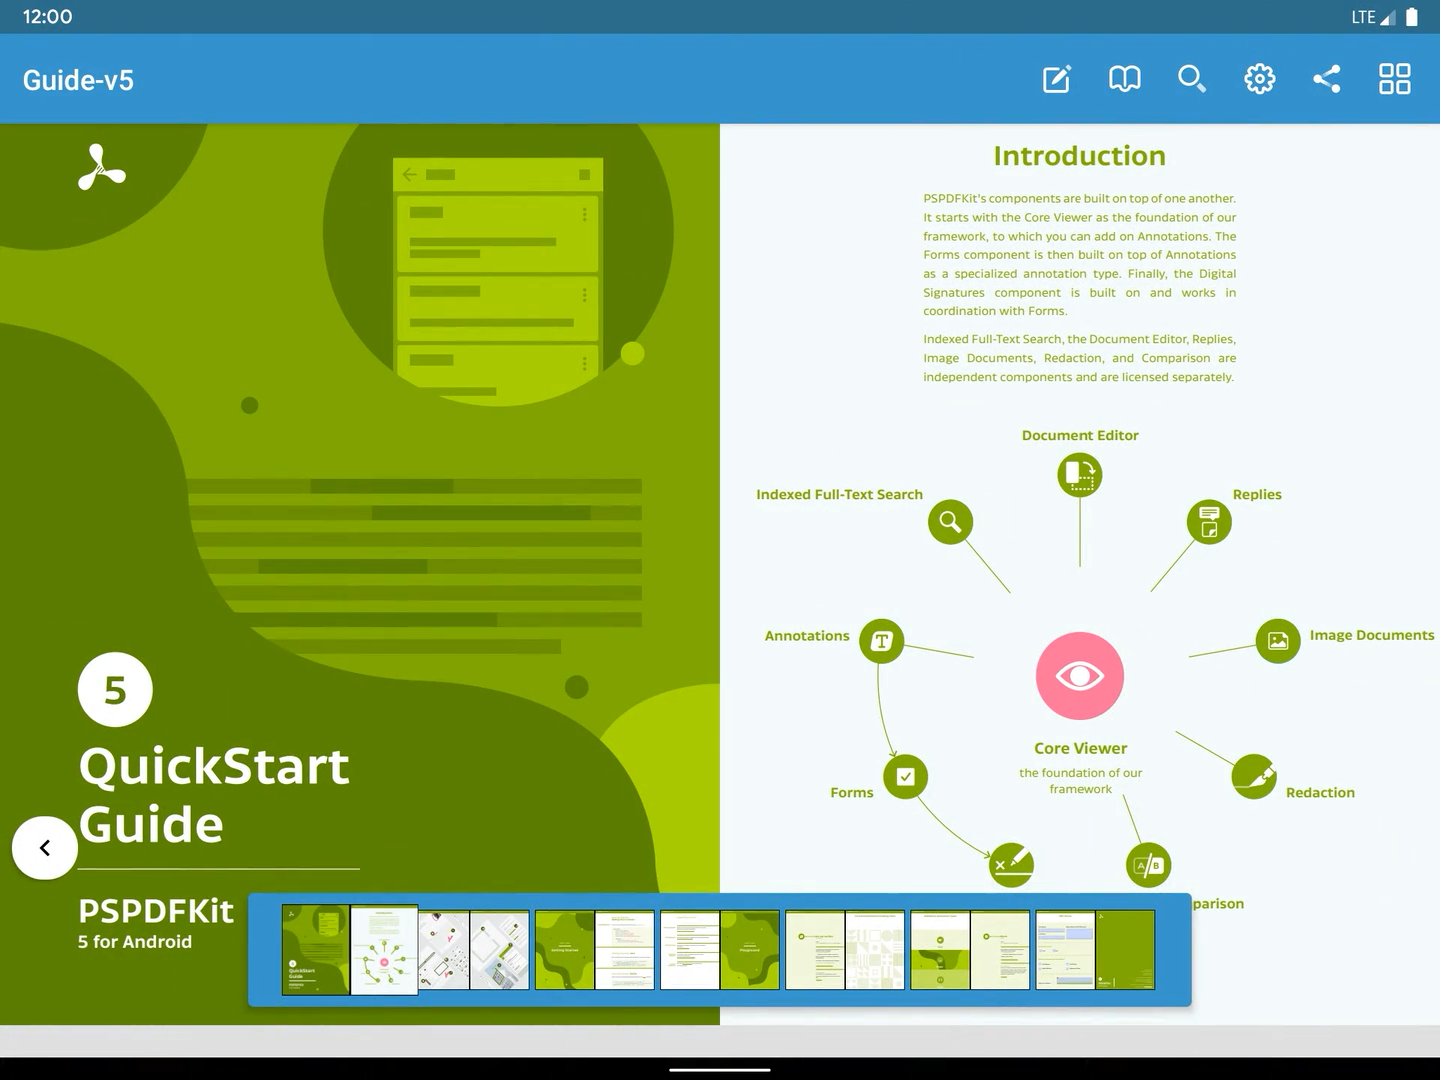 12:00
LTE
Guide-v5
5
QuickStart
Guide
PSPDFKit
5 for Android
Introduction
PSPDFKit's components are built on top of one another.
It starts with the Core Viewer as the foundation of our
framework, to which you can add on Annotations. The
Forms component is then built on top of Annotations
as a specialized annotation type. Finally, the Digital
Signatures component is built on and works in
coordination with Forms.
Indexed Full-Text Search, the Document Editor, Replies,
Image Documents, Redaction, and Comparison are
independent components and are licensed separately.
Document Editor
Indexed Full-Text Search
Replies
Annotations
T
Image Documents
Core Viewer
the foundation of our
framework
Forms
Redaction
A
B
parison
QuickStart
Guide